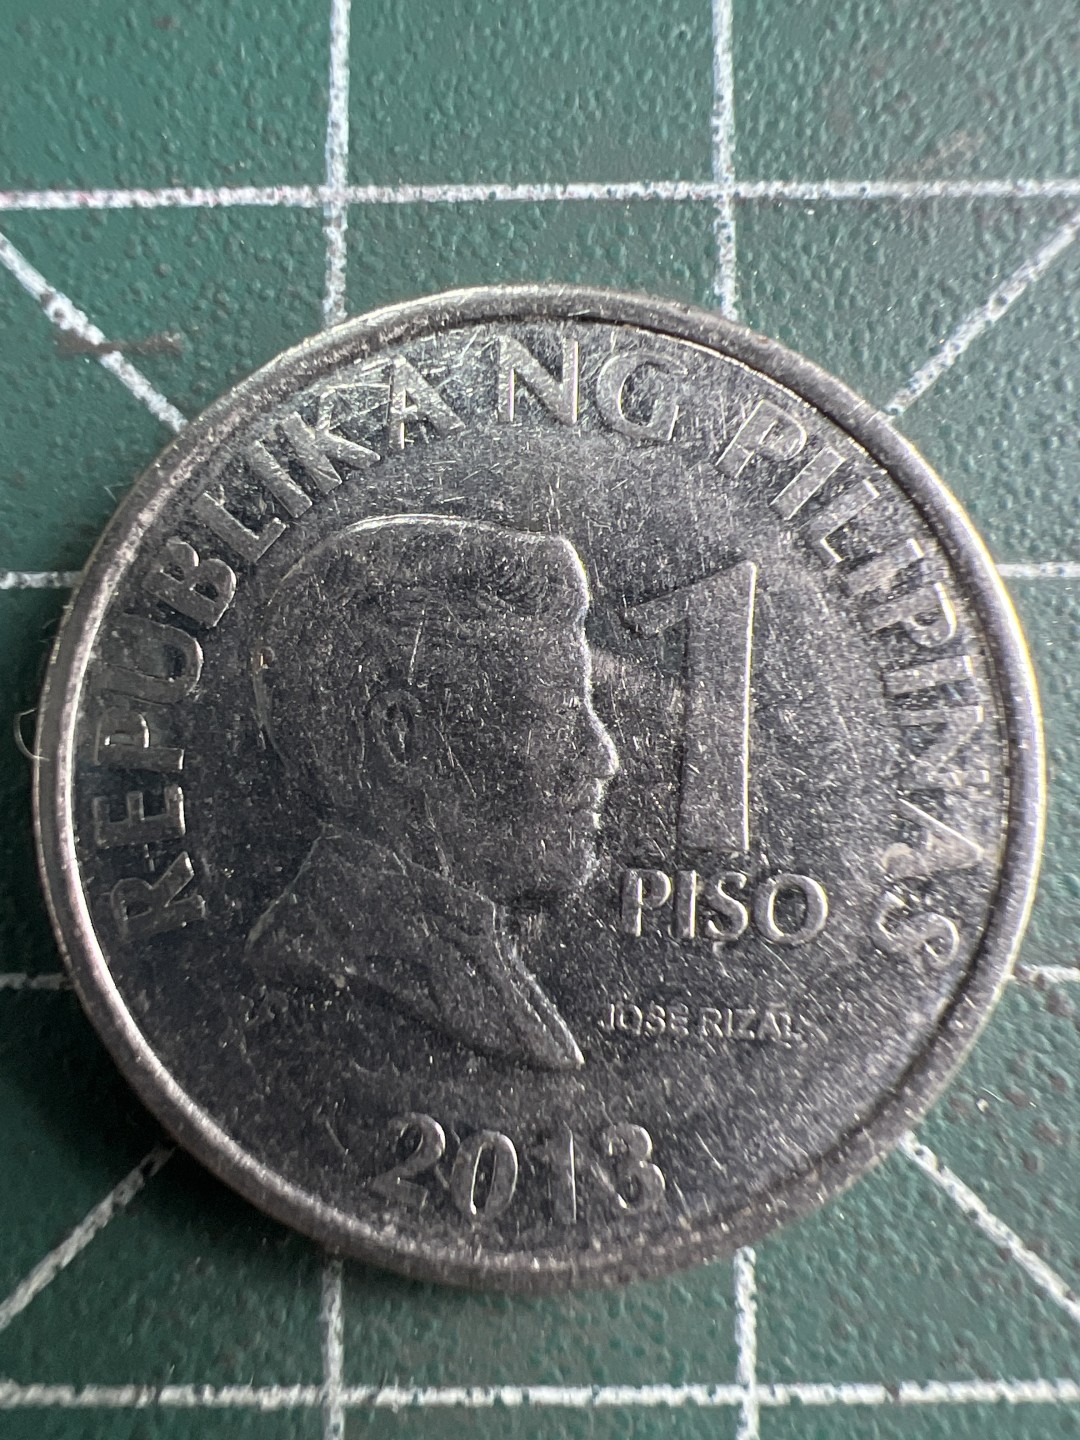 REPUBLIKA NG PILIPINAS
1
PISO
JOSE RIZAL
2013